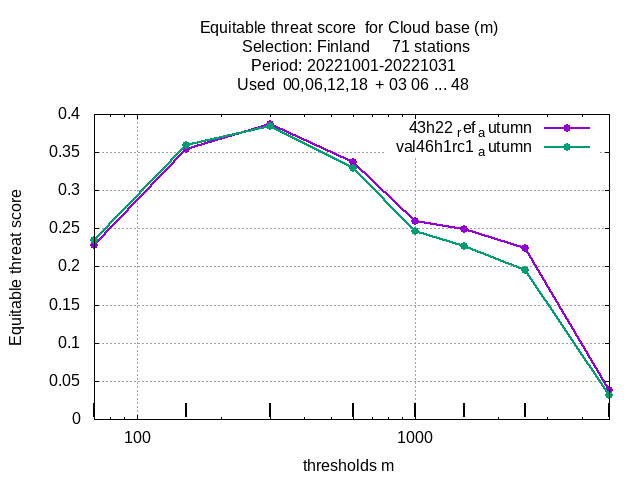 Equitable threat score for Cloud base (m)
Selection: Finland 71 stations
Period: 20221001-20221031
Used 00,06,12,18 + 03 06 ... 48
43h22 ref a utumn
val46h1rc1 a utumn
0.4
0.35
0.3
0.25
0.2
0.15
0.1
0.05
0
Equitable threat score
100 1000
thresholds m